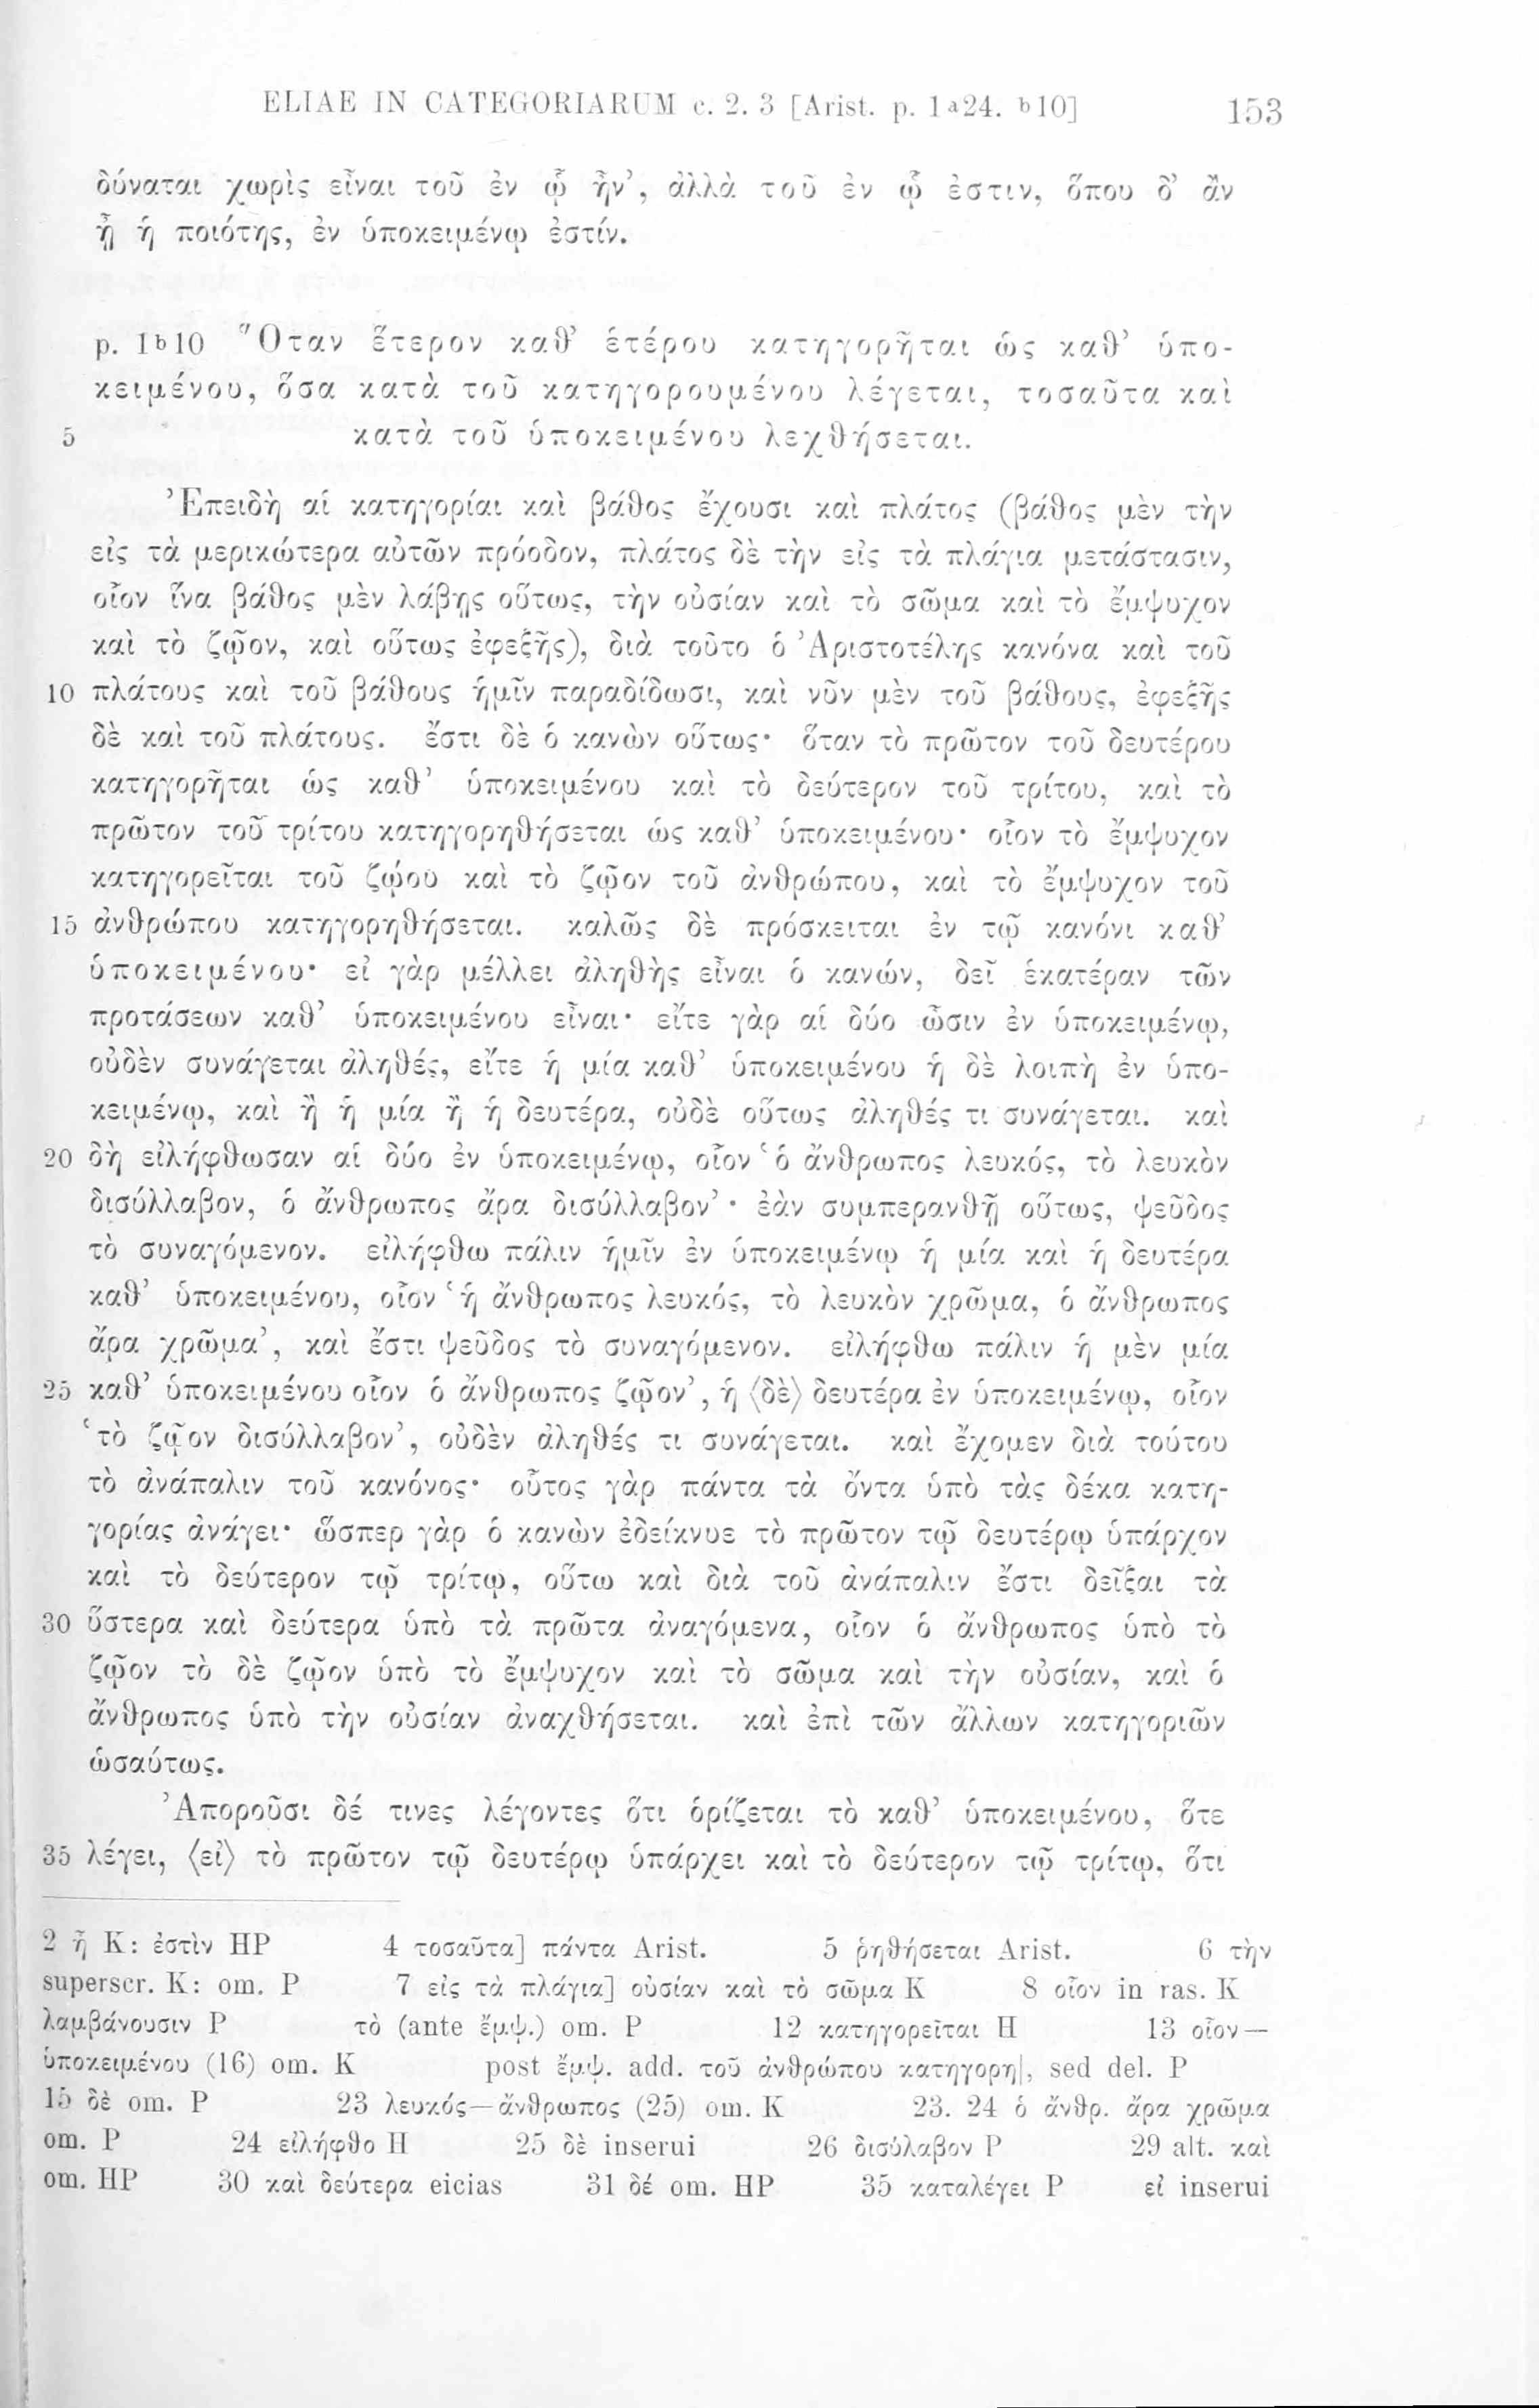 ELIAE IN CATEGORIARUM c. 2. 3 [Arist. p. 1a24. b10] 153
δύναται χωρὶς εἶναι τοῦ ἐν ᾧ ἦν’, ἀλλὰ τοῦ ἐν ᾧ ἐστιν, ὅπου δ’ ἂν
ᾖ ἡ ποιότης, ἐν ὑποκειμένῳ ἐστίν.
p. 1b10 Ὅταν ἕτερον καθ’ ἑτέρου κατηγορῆται ὡς καθ’ ὑπο-
κειμένου, ὅσα κατὰ τοῦ κατηγορουμένου λέγεται, τοσαῦτα καὶ
5 κατὰ τοῦ ὑποκειμένου λεχθήσεται.
Ἐπειδὴ αἱ κατηγορίαι καὶ βάθος ἔχουσι καὶ πλάτος (βάθος μὲν τὴν
εἰς τὰ μερικώτερα αὐτῶν πρόοδον, πλάτος δὲ τὴν εἰς τὰ πλάγια μετάστασιν,
οἷον ἵνα βάθος μὲν λάβῃς οὕτως, τὴν οὐσίαν καὶ τὸ σῶμα καὶ τὸ ἔμψυχον
καὶ τὸ ζῷον, καὶ οὕτως ἐφεξῆς), διὰ τοῦτο ὁ Ἀριστοτέλης κανόνα καὶ τοῦ
10 πλάτους καὶ τοῦ βάθους ἡμῖν παραδίδωσι, καὶ νῦν μὲν τοῦ βάθους, ἐφεξῆς
δὲ καὶ τοῦ πλάτους. ἔστι δὲ ὁ κανὼν οὕτως· ὅταν τὸ πρῶτον τοῦ δευτέρου
κατηγορῆται ὡς καθ’ ὑποκειμένου καὶ τὸ δεύτερον τοῦ τρίτου, καὶ τὸ
πρῶτον τοῦ τρίτου κατηγορηθήσεται ὡς καθ’ ὑποκειμένου· οἷον τὸ ἔμψυχον
κατηγορεῖται τοῦ ζῴου καὶ τὸ ζῷον τοῦ ἀνθρώπου, καὶ τὸ ἔμψυχον τοῦ
15 ἀνθρώπου κατηγορηθήσεται. καλῶς δὲ πρόσκειται ἐν τῷ κανόνι καθ’
ὑποκειμένου· εἰ γὰρ μέλλει ἀληθὴς εἶναι ὁ κανών, δεῖ ἑκατέραν τῶν
προτάσεων καθ’ ὑποκειμένου εἶναι· εἴτε γὰρ αἱ δύο ὦσιν ἐν ὑποκειμένῳ,
οὐδὲν συνάγεται ἀληθές, εἴτε ἡ μία καθ’ ὑποκειμένου ἡ δὲ λοιπὴ ἐν ὑπο-
κειμένῳ, καὶ ἢ ἡ μία ἢ ἡ δευτέρα, οὐδὲ οὕτως ἀληθές τι συνάγεται. καὶ
20 δὴ εἰλήφθωσαν αἱ δύο ἐν ὑποκειμένῳ, οἷον ‘ὁ ἄνθρωπος λευκός, τὸ λευκὸν
δισύλλαβον, ὁ ἄνθρωπος ἄρα δισύλλαβον’· ἐὰν συμπερανθῇ οὕτως, ψεῦδος
τὸ συναγόμενον. εἰλήφθω πάλιν ἡμῖν ἐν ὑποκειμένῳ ἡ μία καὶ ἡ δευτέρα
καθ’ ὑποκειμένου, οἷον ‘ἡ ἄνθρωπος λευκός, τὸ λευκὸν χρῶμα, ὁ ἄνθρωπος
ἄρα χρῶμα’, καὶ ἔστι ψεῦδος τὸ συναγόμενον. εἰλήφθω πάλιν ἡ μὲν μία
25 καθ’ ὑποκειμένου οἷον ὁ ἄνθρωπος ζῷον’, ἡ ⟨δὲ⟩ δευτέρα ἐν ὑποκειμένῳ, οἷον
‘τὸ ζῷον δισύλλαβον’, οὐδὲν ἀληθές τι συνάγεται. καὶ ἔχομεν διὰ τούτου
τὸ ἀνάπαλιν τοῦ κανόνος· οὗτος γὰρ πάντα τὰ ὄντα ὑπὸ τὰς δέκα κατη-
γορίας ἀνάγει· ὥσπερ γὰρ ὁ κανὼν ἐδείκνυε τὸ πρῶτον τῷ δευτέρῳ ὑπάρχον
καὶ τὸ δεύτερον τῷ τρίτῳ, οὕτω καὶ διὰ τοῦ ἀνάπαλιν ἔστι δεῖξαι τὰ
30 ὕστερα καὶ δεύτερα ὑπὸ τὰ πρῶτα ἀναγόμενα, οἷον ὁ ἄνθρωπος ὑπὸ τὸ
ζῷον τὸ δὲ ζῷον ὑπὸ τὸ ἔμψυχον καὶ τὸ σῶμα καὶ τὴν οὐσίαν, καὶ ὁ
ἄνθρωπος ὑπὸ τὴν οὐσίαν ἀναχθήσεται. καὶ ἐπὶ τῶν ἄλλων κατηγοριῶν
ὡσαύτως.
Ἀποροῦσι δέ τινες λέγοντες ὅτι ὁρίζεται τὸ καθ’ ὑποκειμένου, ὅτε
35 λέγει, ⟨εἰ⟩ τὸ πρῶτον τῷ δευτέρῳ ὑπάρχει καὶ τὸ δεύτερον τῷ τρίτῳ, ὅτι
2 ᾖ K: ἐστὶν HP 4 τοσαῦτα] πάντα Arist. 5 ῥηθήσεται Arist. 6 τὴν
superscr. K: om. P 7 εἰς τὰ πλάγια] οὐσίαν καὶ τὸ σῶμα K 8 οἷον in ras. K
λαμβάνουσιν P τὸ (ante ἔμψ.) om. P 12 κατηγορεῖται H 13 οἷον—
ὑποκειμένου (16) om. K post ἔμψ. add. τοῦ ἀνθρώπου κατηγορη|, sed del. P
15 δὲ om. P 23 λευκός—ἄνθρωπος (25) om. K 23. 24 ὁ ἄνθρ. ἄρα χρῶμα
om. P 24 εἰλήφθο H 25 δὲ inserui 26 δισύλαβον P 29 alt. καὶ
om. HP 30 καὶ δεύτερα eicias 31 δέ om. HP 35 καταλέγει P εἰ inserui